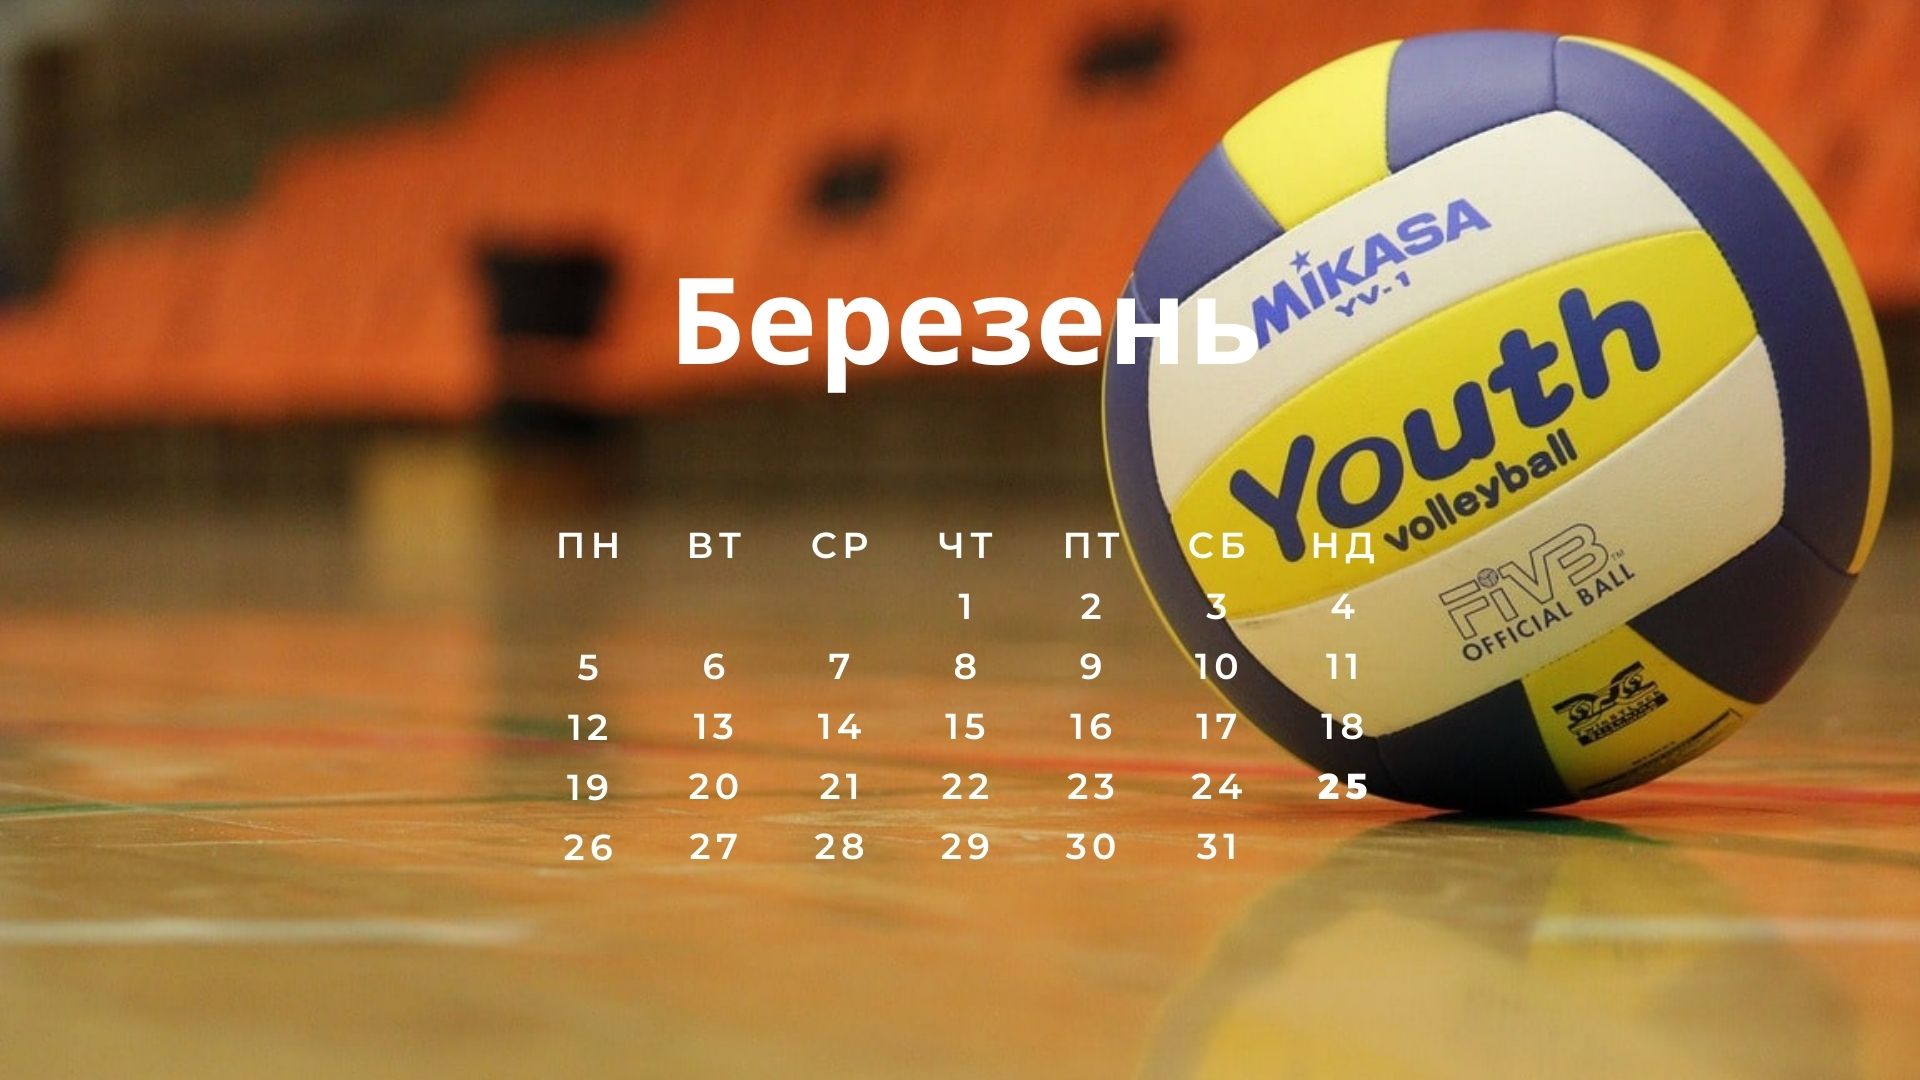 Березень
ПН ВТ СР ЧТ ПТ СБ НД
1 2 3 4
5 6 7 8 9 10 11
12 13 14 15 16 17 18
19 20 21 22 23 24 25
26 27 28 29 30 31
MIKASA
YV-1
Youth
volleyball
FIVB™
OFFICIAL BALL